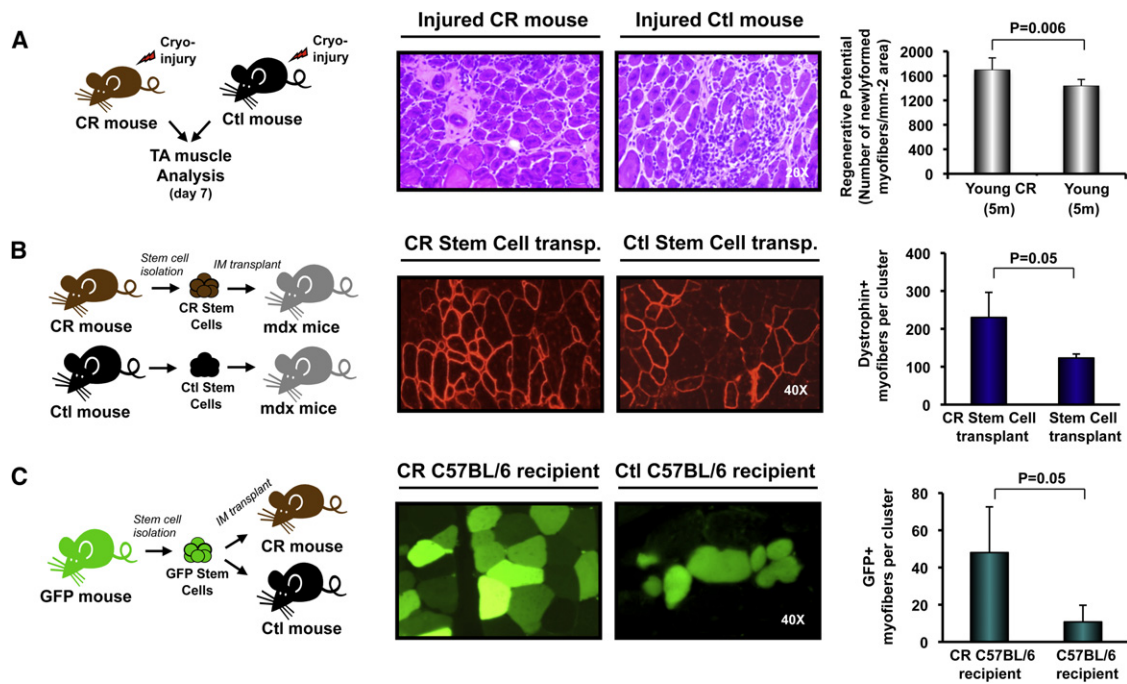 A
Cryo-
injury
Cryo-
injury
CR mouse
Ctl mouse
TA muscle
Analysis
(day 7)
Injured CR mouse
Injured Ctl mouse
20X
P=0.006
Regenerative Potential
(Number of newlyformed
myofibers/mm-2 area)
2000
1600
1200
800
400
0
Young CR
(5m)
Young
(5m)
B
Stem cell
isolation
IM transplant
CR mouse
CR Stem
Cells
mdx mice
Ctl mouse
Ctl Stem
Cells
mdx mice
CR Stem Cell transp.
Ctl Stem Cell transp.
40X
P=0.05
Dystrophin+
myofibers per cluster
400
300
200
100
0
CR Stem Cell
transplant
Stem Cell
transplant
C
Stem cell
isolation
IM transplant
GFP mouse
GFP Stem
Cells
CR mouse
Ctl mouse
CR C57BL/6 recipient
Ctl C57BL/6 recipient
40X
P=0.05
GFP+
myofibers per cluster
80
60
40
20
0
CR C57BL/6
recipient
C57BL/6
recipient